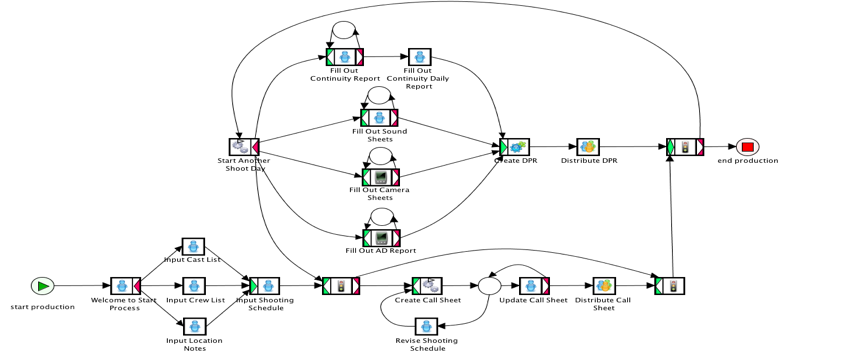 Fill Out
Continuity Report
Fill Out
Continuity Daily
Report
Fill Out Sound
Sheets
Start Another
Shoot Day
Create DPR
Distribute DPR
end production
Fill Out Camera
Sheets
Fill Out AD Report
Input Cast List
start production
Welcome to Start
Process
Input Crew List
Input Shooting
Schedule
Create Call Sheet
Update Call Sheet
Distribute Call
Sheet
Input Location
Notes
Revise Shooting
Schedule